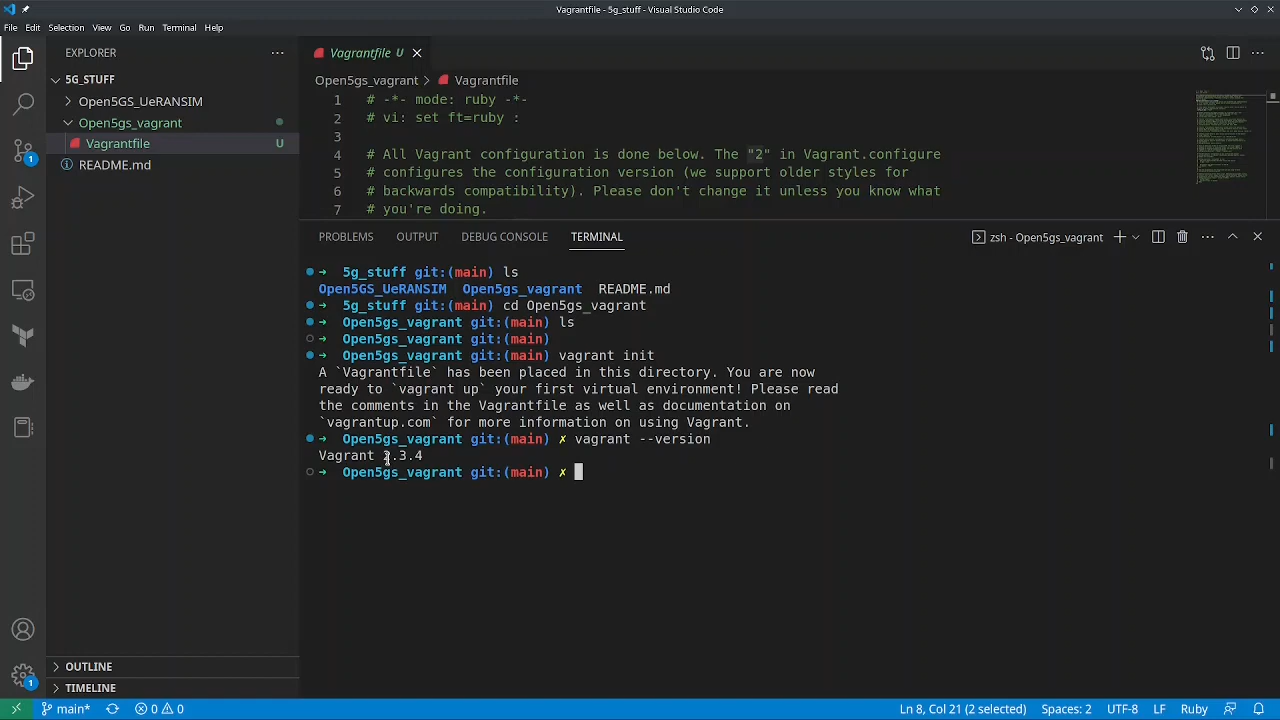 Vagrantfile - 5g_stuff - Visual Studio Code
File Edit Selection View Go Run Terminal Help
EXPLORER
5G_STUFF
Open5GS_UeRANSIM
Open5gs_vagrant
Vagrantfile U
README.md
OUTLINE
TIMELINE
1
1
Vagrantfile U
Open5gs_vagrant > Vagrantfile
1 # -*- mode: ruby -*-
2 # vi: set ft=ruby :
3
4 # All Vagrant configuration is done below. The "2" in Vagrant.configure
5 # configures the configuration version (we support older styles for
6 # backwards compatibility). Please don't change it unless you know what
7 # you're doing.
PROBLEMS OUTPUT DEBUG CONSOLE TERMINAL
zsh - Open5gs_vagrant
➜ 5g_stuff git:(main) ls
Open5GS_UeRANSIM Open5gs_vagrant README.md
➜ 5g_stuff git:(main) cd Open5gs_vagrant
➜ Open5gs_vagrant git:(main) ls
➜ Open5gs_vagrant git:(main)
➜ Open5gs_vagrant git:(main) vagrant init
A `Vagrantfile` has been placed in this directory. You are now
ready to `vagrant up` your first virtual environment! Please read
the comments in the Vagrantfile as well as documentation on
`vagrantup.com` for more information on using Vagrant.
➜ Open5gs_vagrant git:(main) ✗ vagrant --version
Vagrant 2.3.4
➜ Open5gs_vagrant git:(main) ✗
main* 0 0
Ln 8, Col 21 (2 selected) Spaces: 2 UTF-8 LF Ruby